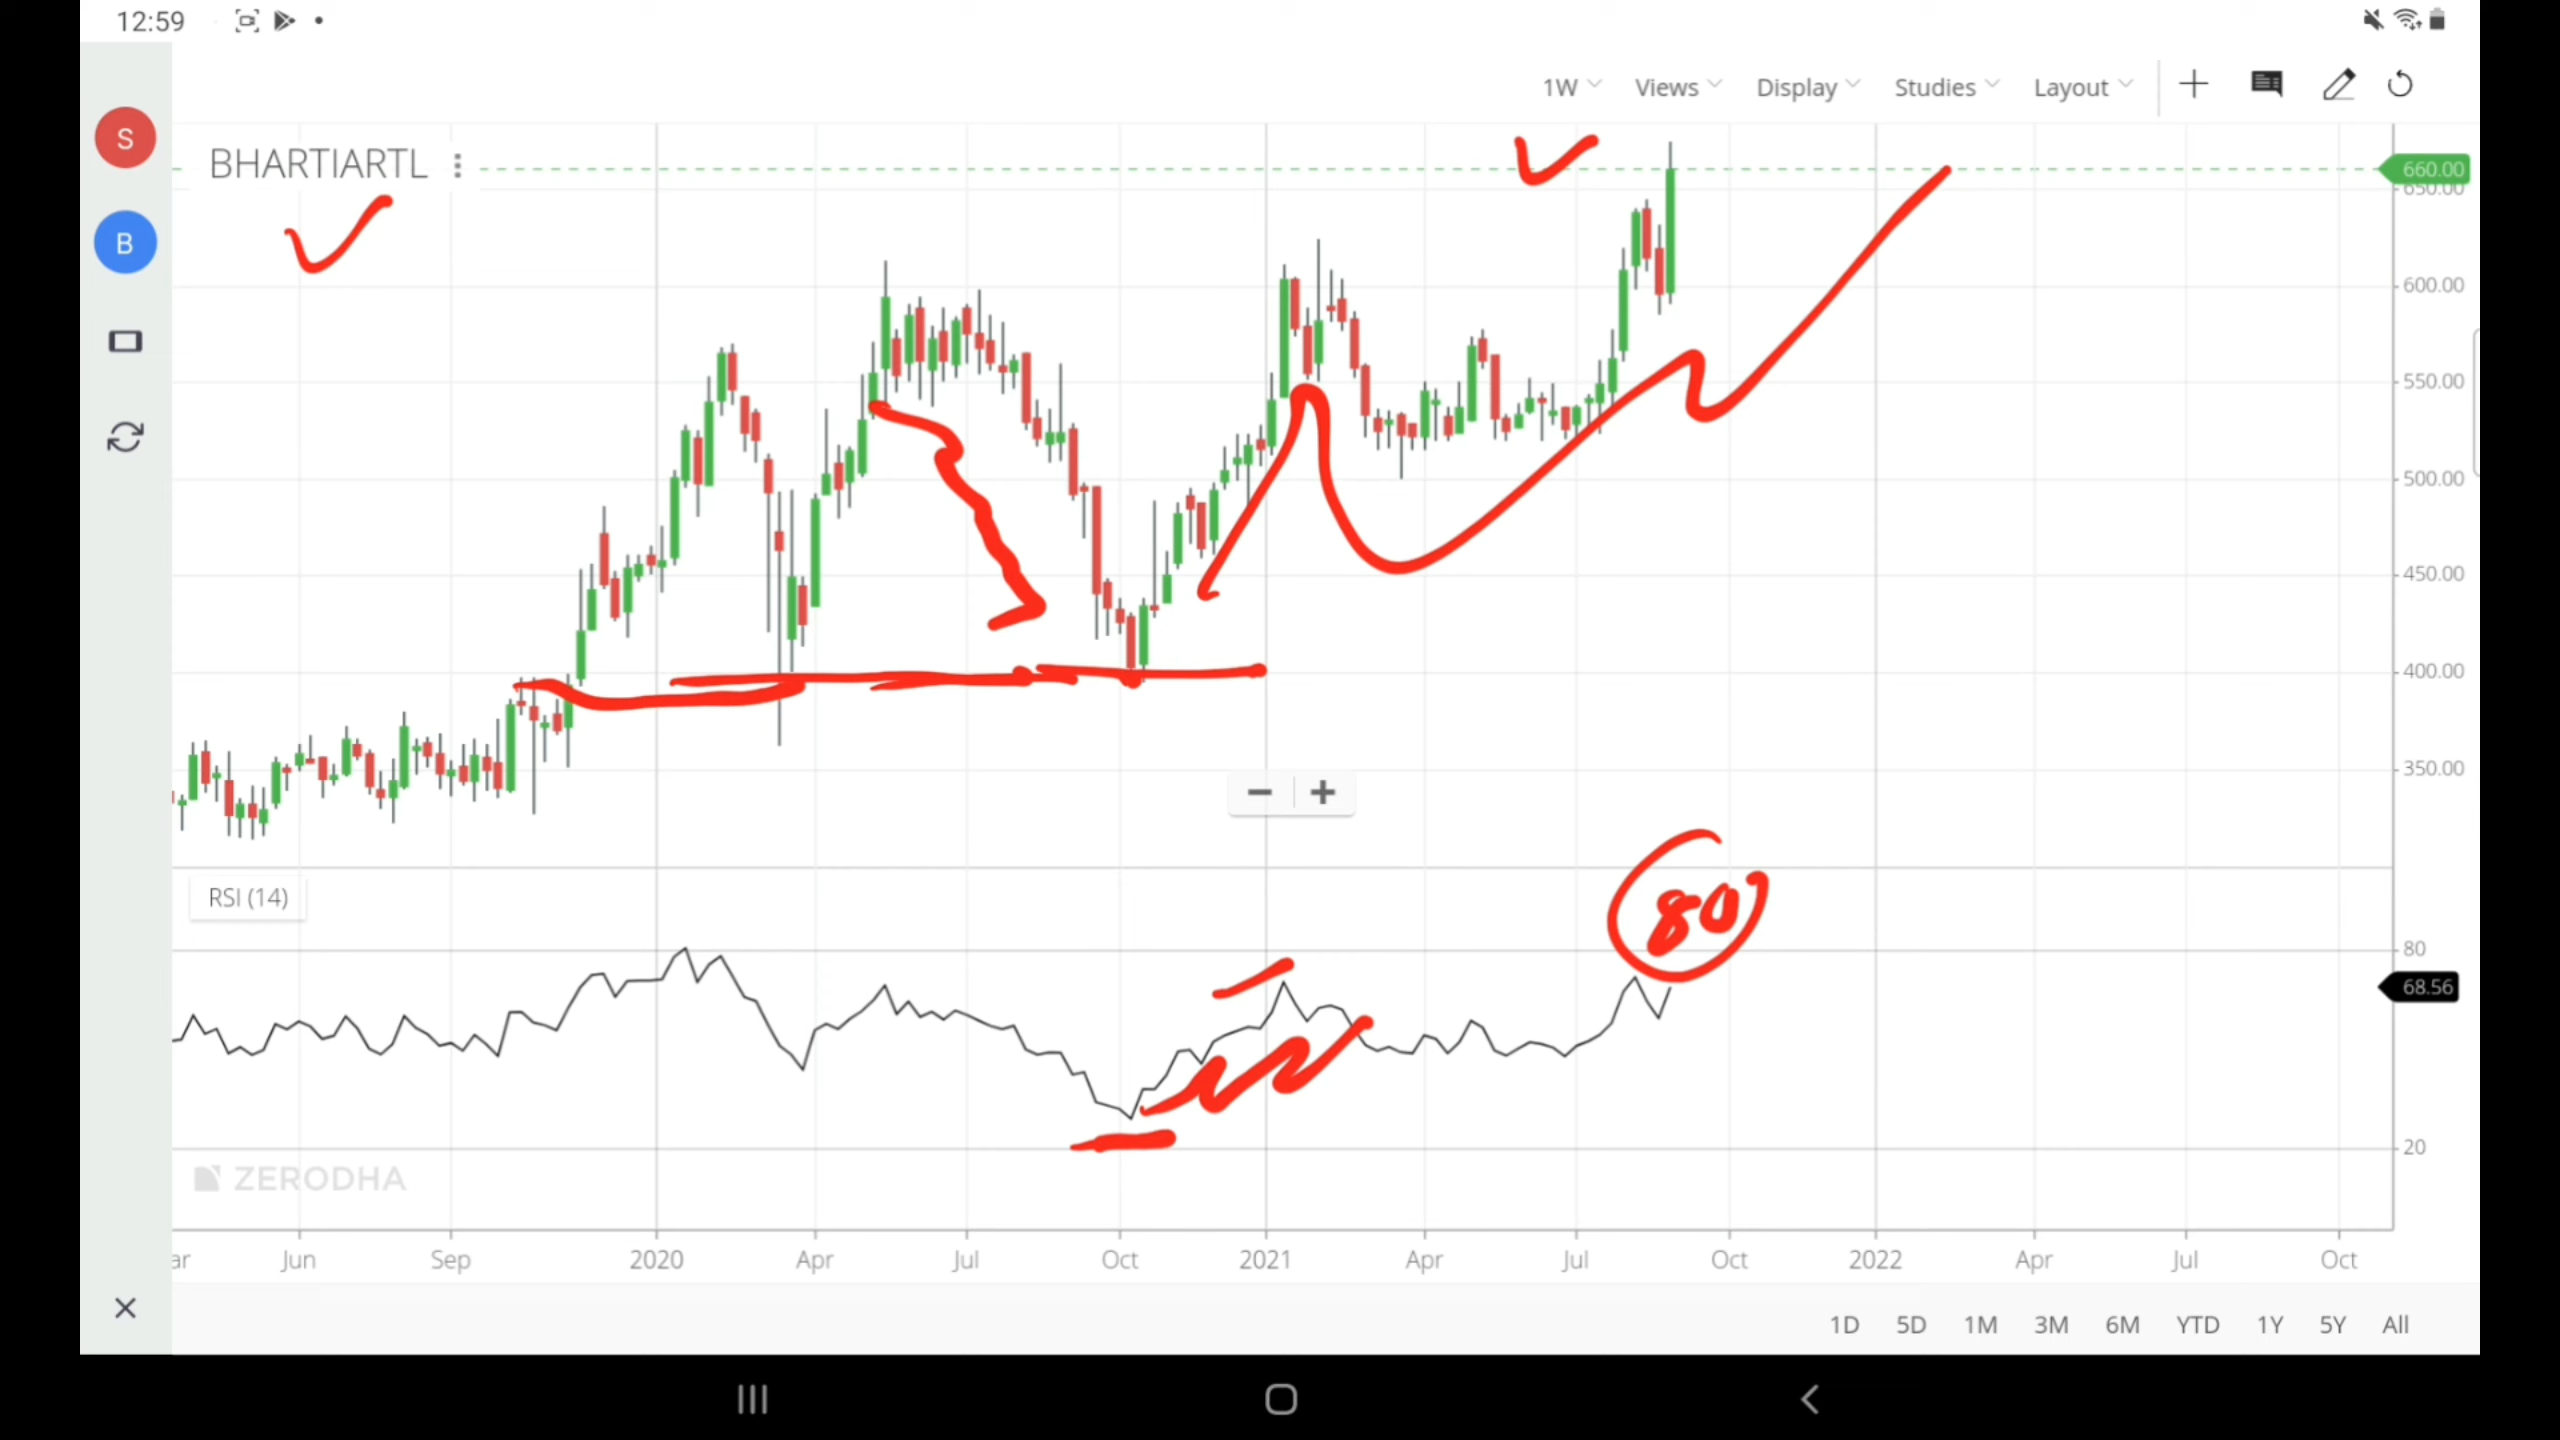 12:59
1W Views Display Studies Layout
S
BHARTIARTL
660.00
650.00
B
600.00
550.00
500.00
450.00
400.00
350.00
RSI (14)
80
80
68.56
20
ZERODHA
ar Jun Sep 2020 Apr Jul Oct 2021 Apr Jul Oct 2022 Apr Jul Oct
1D 5D 1M 3M 6M YTD 1Y 5Y All